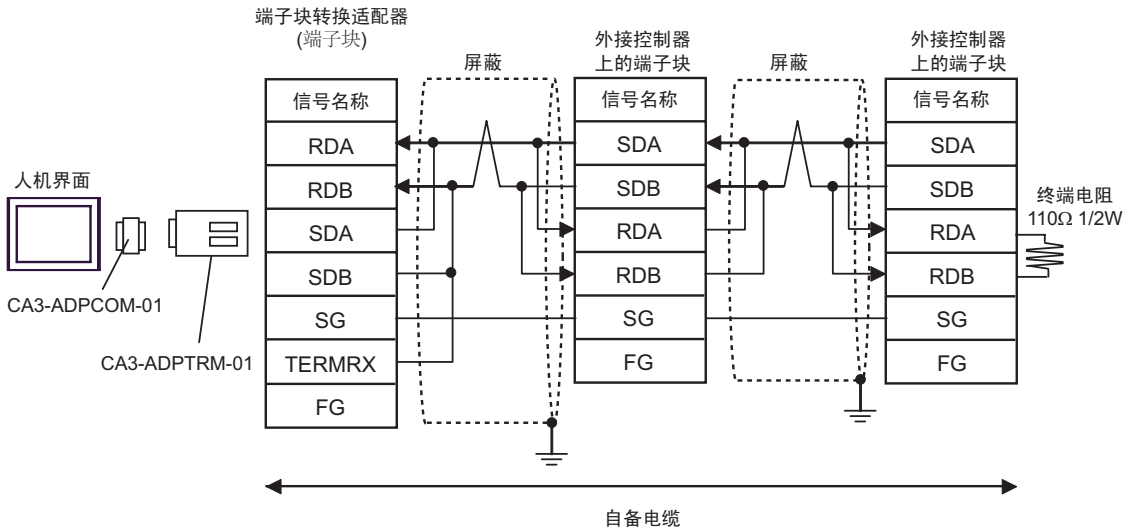 端子块转换适配器
(端子块)
屏蔽
外接控制器
上的端子块
屏蔽
外接控制器
上的端子块
人机界面
CA3-ADPCOM-01
CA3-ADPTRM-01
信号名称
RDA
RDB
SDA
SDB
SG
TERMRX
FG
信号名称
SDA
SDB
RDA
RDB
SG
FG
信号名称
SDA
SDB
RDA
RDB
SG
FG
终端电阻
110Ω 1/2W
自备电缆